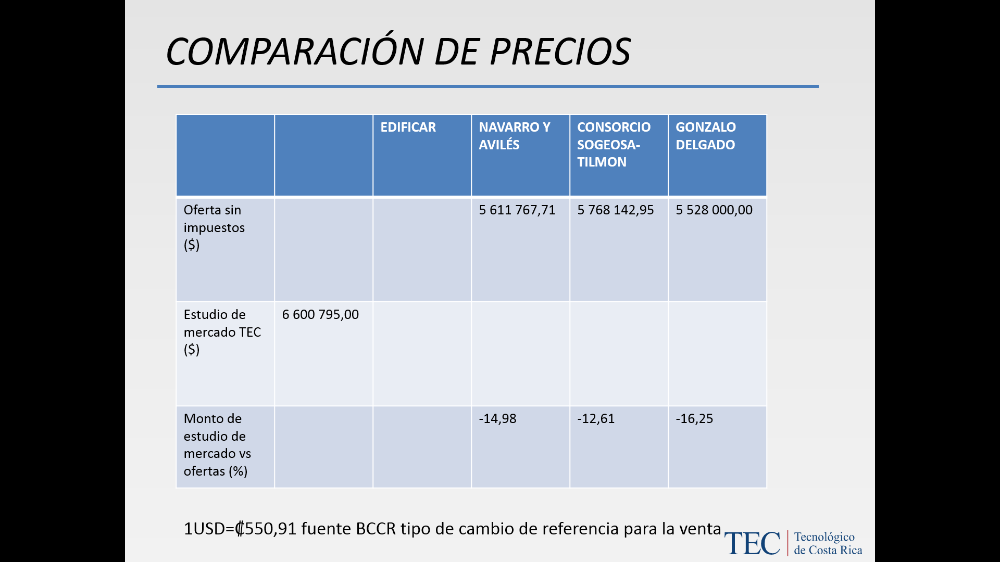 COMPARACIÓN DE PRECIOS
EDIFICAR
NAVARRO Y
AVILÉS
CONSORCIO
SOGEOSA-
TILMON
GONZALO
DELGADO
Oferta sin
impuestos
($)
5 611 767,71
5 768 142,95
5 528 000,00
Estudio de
mercado TEC
($)
6 600 795,00
Monto de
estudio de
mercado vs
ofertas (%)
-14,98
-12,61
-16,25
1USD=₡550,91 fuente BCCR tipo de cambio de referencia para la venta
TEC
Tecnológico
de Costa Rica